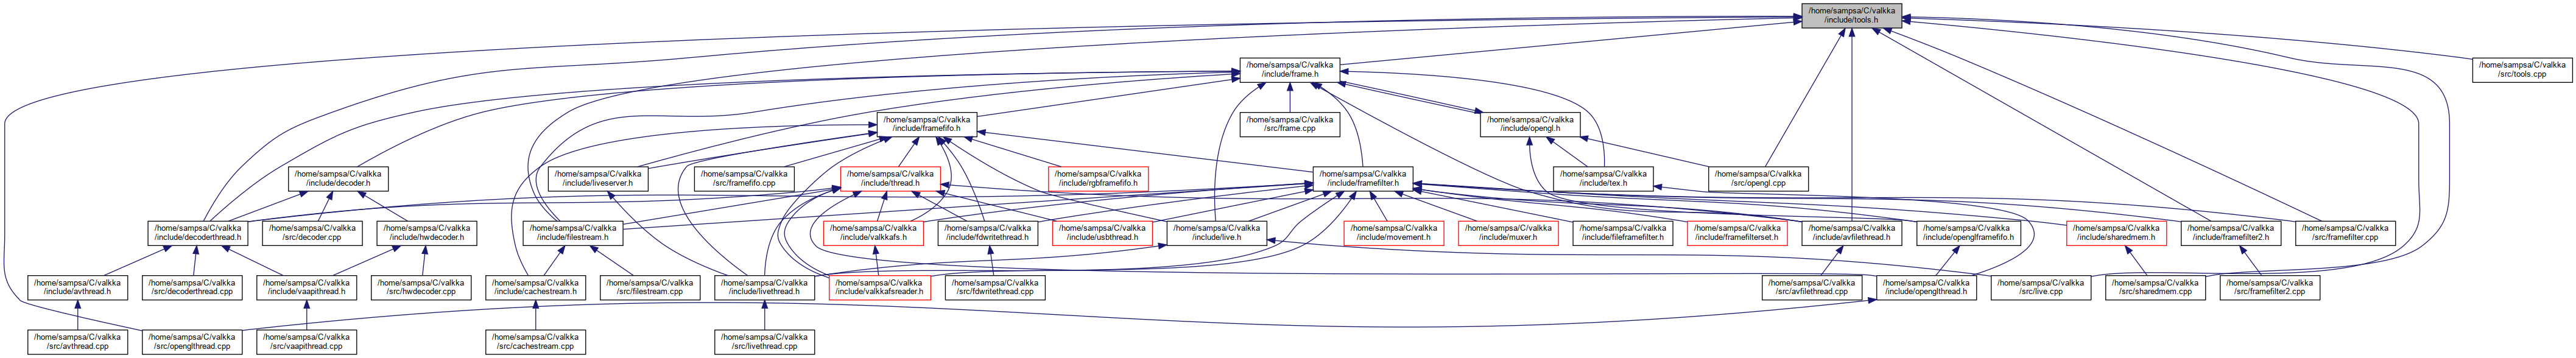 /home/sampsa/C/valkka
/include/tools.h
/home/sampsa/C/valkka
/include/frame.h
/home/sampsa/C/valkka
/src/tools.cpp
/home/sampsa/C/valkka
/include/framefifo.h
/home/sampsa/C/valkka
/src/frame.cpp
/home/sampsa/C/valkka
/include/opengl.h
/home/sampsa/C/valkka
/include/decoder.h
/home/sampsa/C/valkka
/include/liveserver.h
/home/sampsa/C/valkka
/src/framefifo.cpp
/home/sampsa/C/valkka
/include/thread.h
/home/sampsa/C/valkka
/include/rgbframefifo.h
/home/sampsa/C/valkka
/include/framefilter.h
/home/sampsa/C/valkka
/include/tex.h
/home/sampsa/C/valkka
/src/opengl.cpp
/home/sampsa/C/valkka
/include/decoderthread.h
/home/sampsa/C/valkka
/src/decoder.cpp
/home/sampsa/C/valkka
/include/hwdecoder.h
/home/sampsa/C/valkka
/include/filestream.h
/home/sampsa/C/valkka
/include/valkkafs.h
/home/sampsa/C/valkka
/include/fdwritethread.h
/home/sampsa/C/valkka
/include/usbthread.h
/home/sampsa/C/valkka
/include/live.h
/home/sampsa/C/valkka
/include/movement.h
/home/sampsa/C/valkka
/include/muxer.h
/home/sampsa/C/valkka
/include/fileframefilter.h
/home/sampsa/C/valkka
/include/framefilterset.h
/home/sampsa/C/valkka
/include/avfilethread.h
/home/sampsa/C/valkka
/include/openglframefifo.h
/home/sampsa/C/valkka
/include/sharedmem.h
/home/sampsa/C/valkka
/include/framefilter2.h
/home/sampsa/C/valkka
/src/framefilter.cpp
/home/sampsa/C/valkka
/include/avthread.h
/home/sampsa/C/valkka
/src/decoderthread.cpp
/home/sampsa/C/valkka
/include/vaapithread.h
/home/sampsa/C/valkka
/src/hwdecoder.cpp
/home/sampsa/C/valkka
/include/cachestream.h
/home/sampsa/C/valkka
/src/filestream.cpp
/home/sampsa/C/valkka
/include/livethread.h
/home/sampsa/C/valkka
/include/valkkafsreader.h
/home/sampsa/C/valkka
/src/fdwritethread.cpp
/home/sampsa/C/valkka
/src/avfilethread.cpp
/home/sampsa/C/valkka
/include/openglthread.h
/home/sampsa/C/valkka
/src/live.cpp
/home/sampsa/C/valkka
/src/sharedmem.cpp
/home/sampsa/C/valkka
/src/framefilter2.cpp
/home/sampsa/C/valkka
/src/avthread.cpp
/home/sampsa/C/valkka
/src/openglthread.cpp
/home/sampsa/C/valkka
/src/vaapithread.cpp
/home/sampsa/C/valkka
/src/cachestream.cpp
/home/sampsa/C/valkka
/src/livethread.cpp